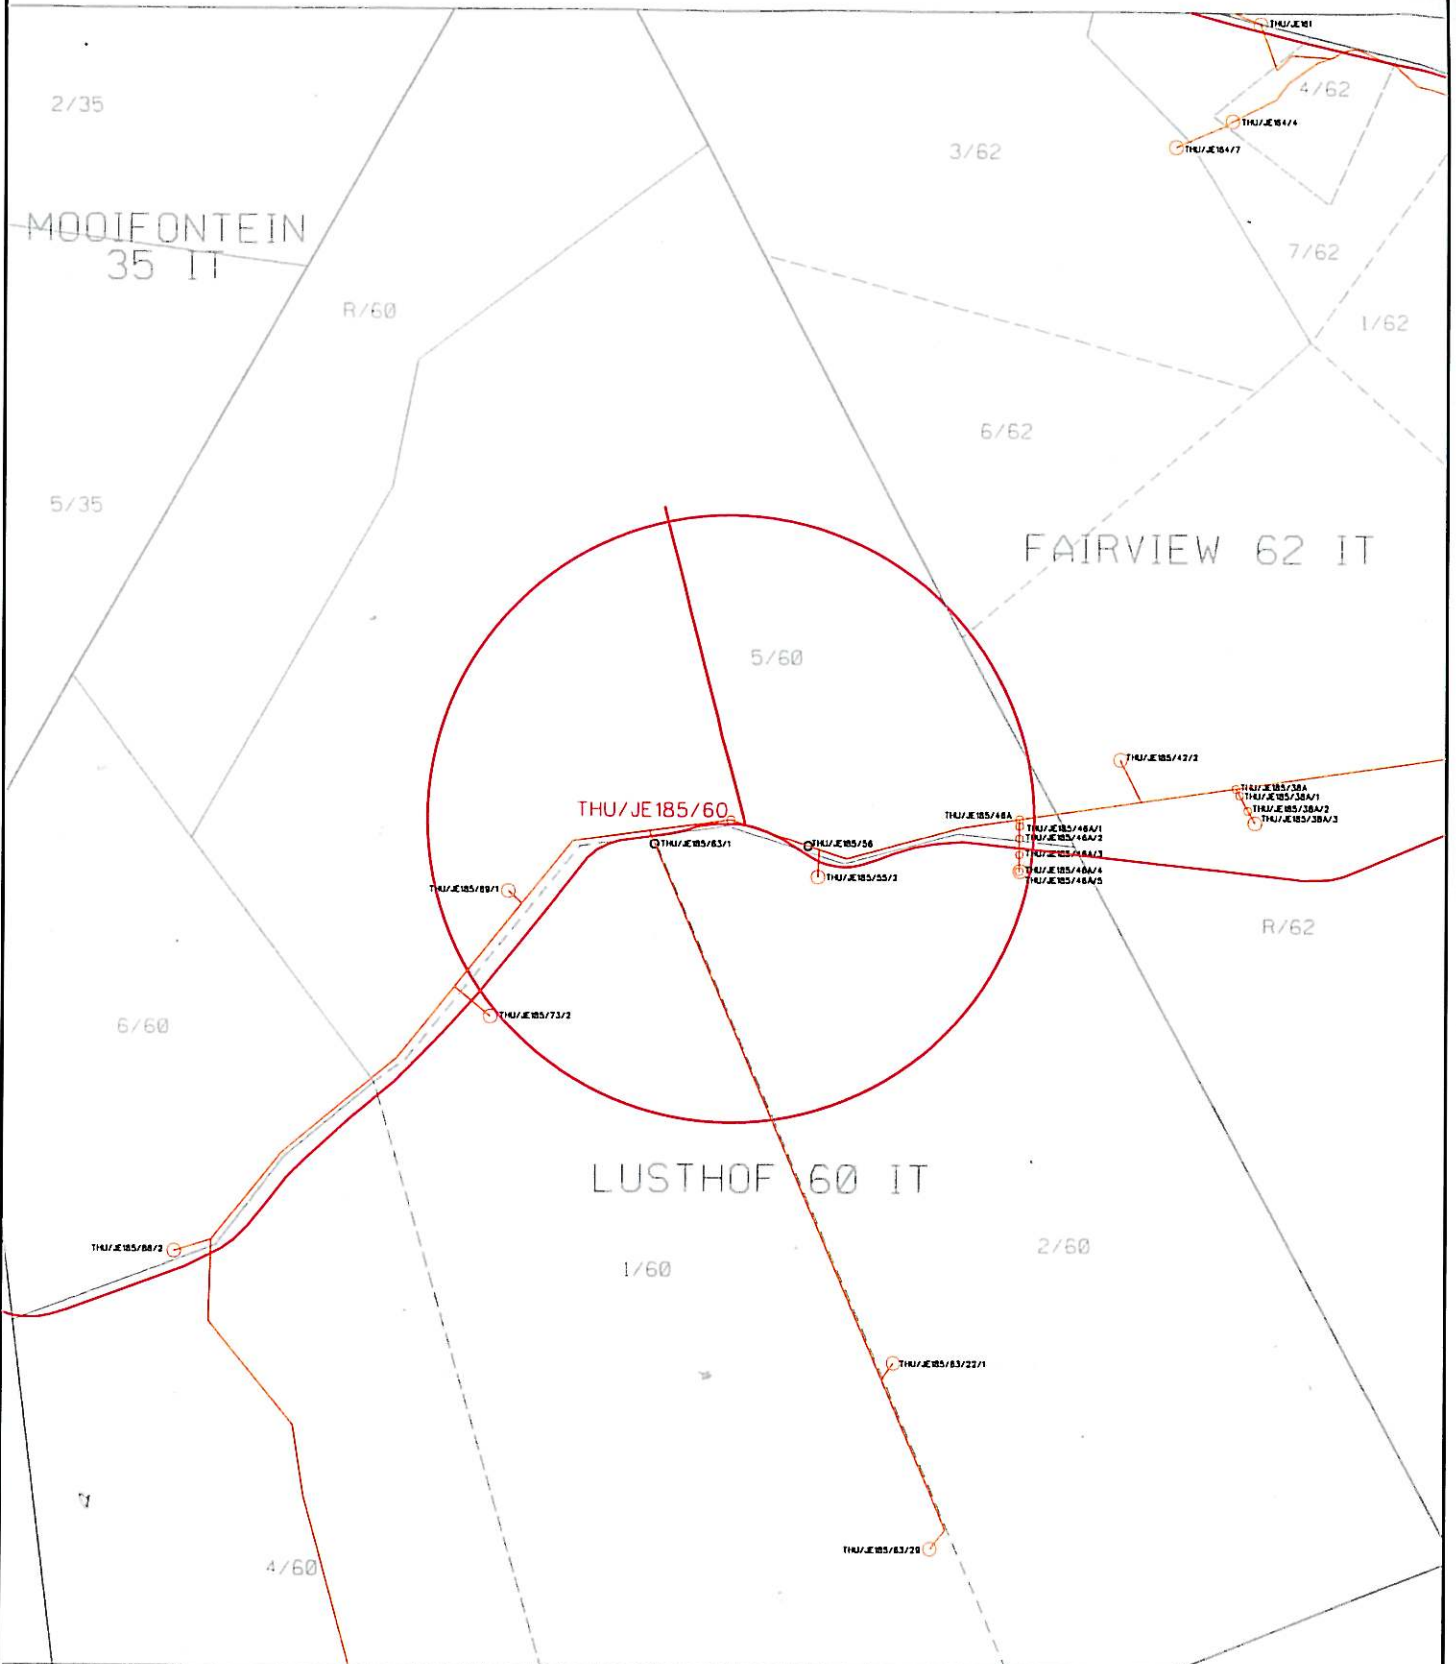 THU/JE181
2/35
4/62
THU/JE184/4
3/62
THU/JE184/7
MOOIFONTEIN
35 IT
7/62
R/60
1/62
6/62
5/35
FAIRVIEW 62 IT
5/60
THU/JE185/42/2
THU/JE185/38A
THU/JE185/38A/1
THU/JE185/38A/2
THU/JE185/38A/3
THU/JE185/60
THU/JE185/46A
THU/JE185/46A/1
THU/JE185/46A/2
THU/JE185/46A/3
THU/JE185/46A/4
THU/JE185/46A/5
THU/JE185/63/1
THU/JE185/56
THU/JE185/55/2
THU/JE185/69/1
R/62
THU/JE185/73/2
6/60
LUSTHOF 60 IT
THU/JE185/88/2
1/60
2/60
THU/JE185/63/22/1
THU/JE185/63/29
4/60